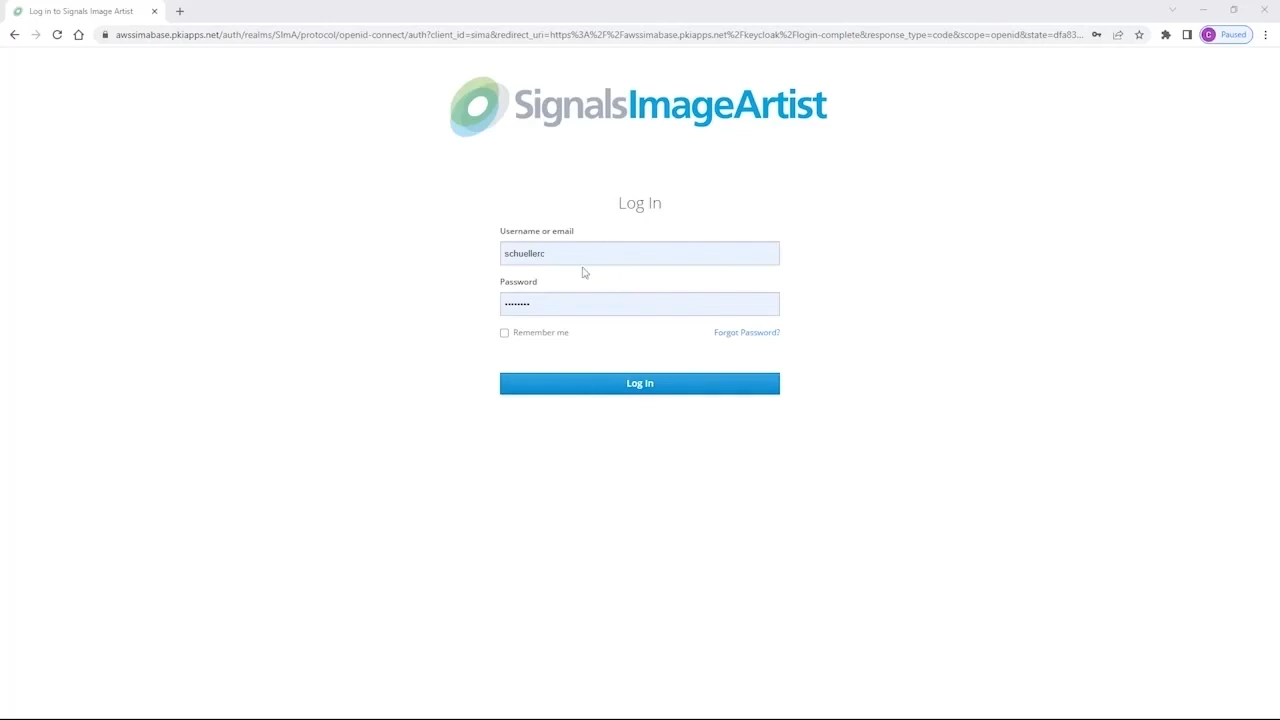 Log in to Signals Image Artist
awssimabase.pkiapps.net/auth/realms/SImA/protocol/openid-connect/auth?client_id=sima&redirect_uri=https%3A%2F%2Fawssimabase.pkiapps.net%2Fkeycloak%2Flogin-complete&response_type=code&scope=openid&state=dfa83...
C Paused
SignalsImageArtist
Log In
Username or email
schuellerc
Password
••••••••
Remember me Forgot Password?
Log In